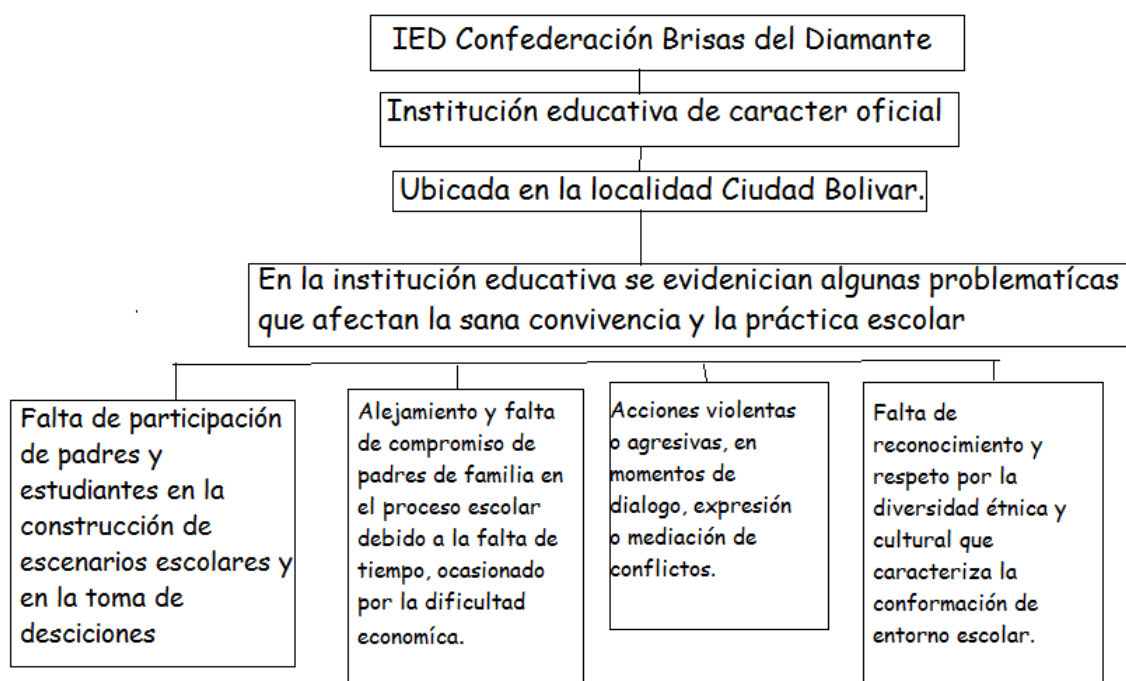 IED Confederación Brisas del Diamante
Institución educativa de caracter oficial
Ubicada en la localidad Ciudad Bolivar.
En la institución educativa se evidenician algunas problematícas
que afectan la sana convivencia y la práctica escolar
Falta de participación
de padres y
estudiantes en la
construcción de
escenarios escolares y
en la toma de
desciciones
Alejamiento y falta
de compromiso de
padres de familia en
el proceso escolar
debido a la falta de
tiempo, ocasionado
por la dificultad
economíca.
Acciones violentas
o agresivas, en
momentos de
dialogo, expresión
o mediación de
conflictos.
Falta de
reconocimiento y
respeto por la
diversidad étnica y
cultural que
caracteriza la
conformación de
entorno escolar.